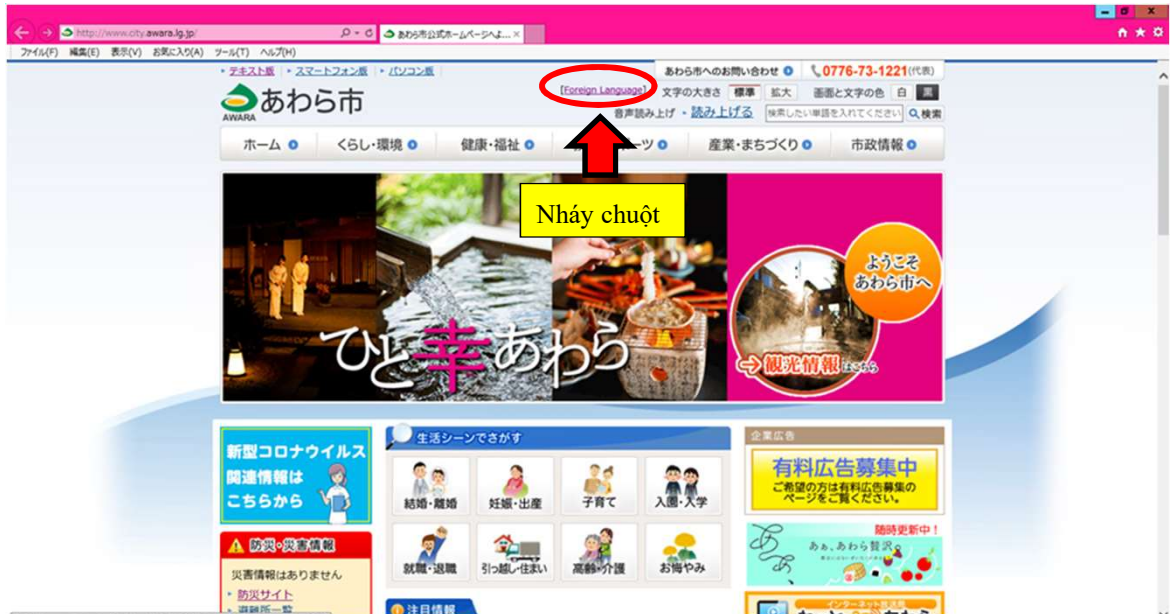 http://www.city.awara.lg.jp/
あわら市公式ホームページへよ...
ファイル(F) 編集(E) 表示(V) お気に入り(A) ツール(T) ヘルプ(H)
テキスト版 スマートフォン版 パソコン版
あわら市へのお問い合わせ 0776-73-1221(代表)
[Foreign Language] 文字の大きさ 標準 拡大 画面と文字の色 白 黒
あわら市
AWARA
音声読み上げ 読み上げる 検索したい単語を入れてください 検索
ホーム くらし・環境 健康・福祉 ーツ 産業・まちづくり 市政情報
Nháy chuột
ようこそ
あわら市へ
ひと幸あわら
観光情報はこちら
新型コロナウイルス
関連情報は
こちらから
生活シーンでさがす
結婚・離婚 妊娠・出産 子育て 入園・入学
就職・退職 引っ越し・住まい 高齢・介護 お悔やみ
企業広告
有料広告募集中
ご希望の方は有料広告募集の
ページをご覧ください。
随時更新中!
あぁ、あわら贅沢。
防災・災害情報
災害情報はありません
防災サイト
避難所一覧
注目情報